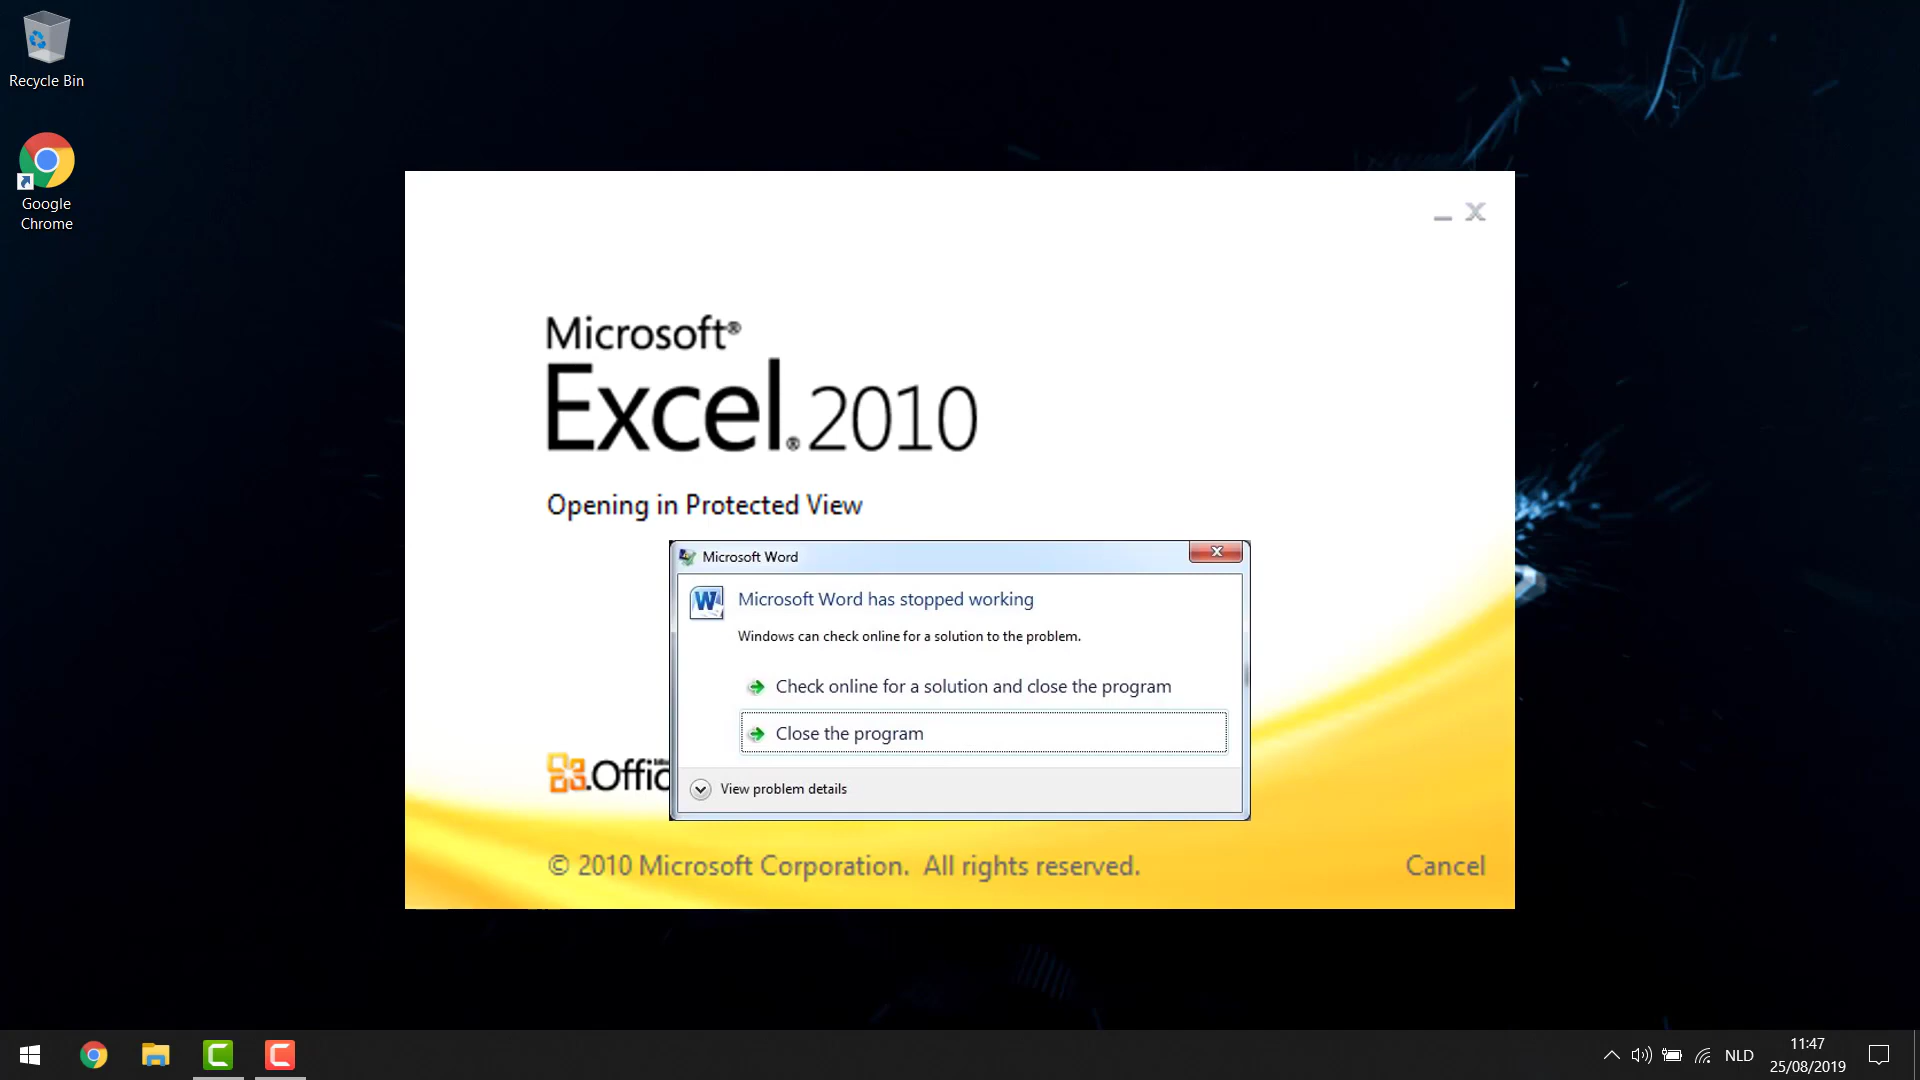 Recycle Bin
Google
Chrome
Microsoft®
Excel® 2010
Opening in Protected View
Microsoft Word
Microsoft Word has stopped working
Windows can check online for a solution to the problem.
Check online for a solution and close the program
Close the program
View problem details
© 2010 Microsoft Corporation.  All rights reserved.
Cancel
NLD
11:47
25/08/2019